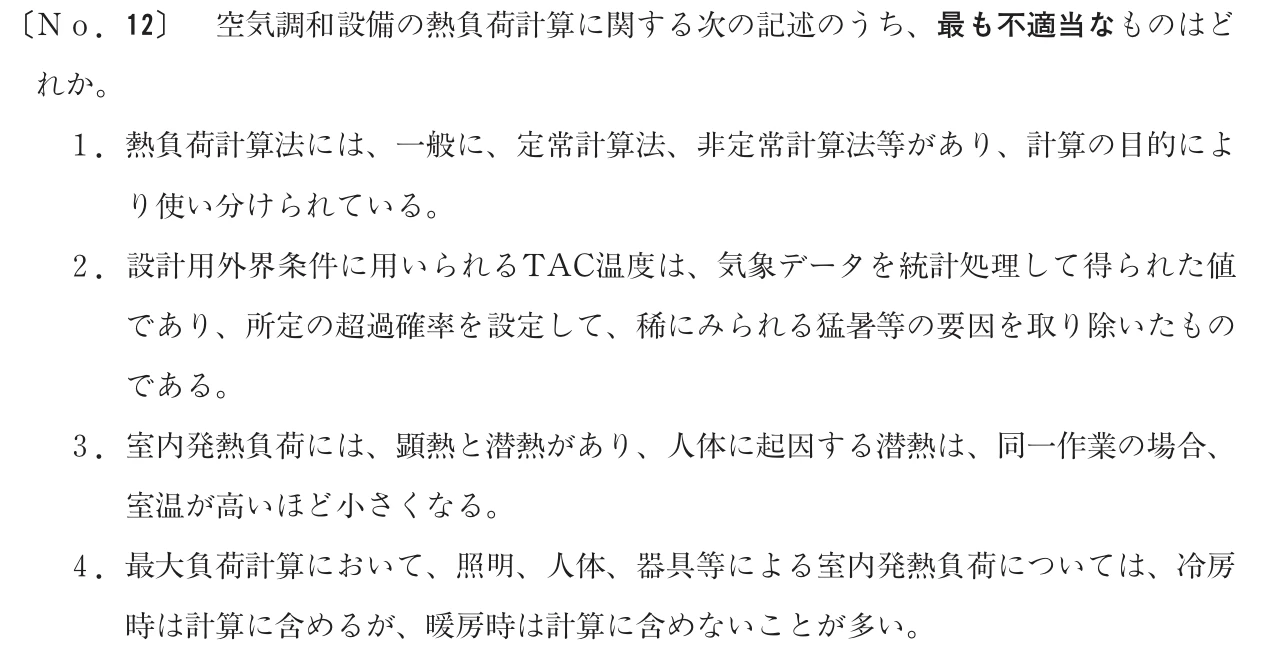 〔No. 12〕 空気調和設備の熱負荷計算に関する次の記述のうち、最も不適当なものはど
れか。
1. 熱負荷計算法には、一般に、定常計算法、非定常計算法等があり、計算の目的によ
り使い分けられている。
2. 設計用外界条件に用いられるTAC温度は、気象データを統計処理して得られた値
であり、所定の超過確率を設定して、稀にみられる猛暑等の要因を取り除いたもの
である。
3. 室内発熱負荷には、顕熱と潜熱があり、人体に起因する潜熱は、同一作業の場合、
室温が高いほど小さくなる。
4. 最大負荷計算において、照明、人体、器具等による室内発熱負荷については、冷房
時は計算に含めるが、暖房時は計算に含めないことが多い。